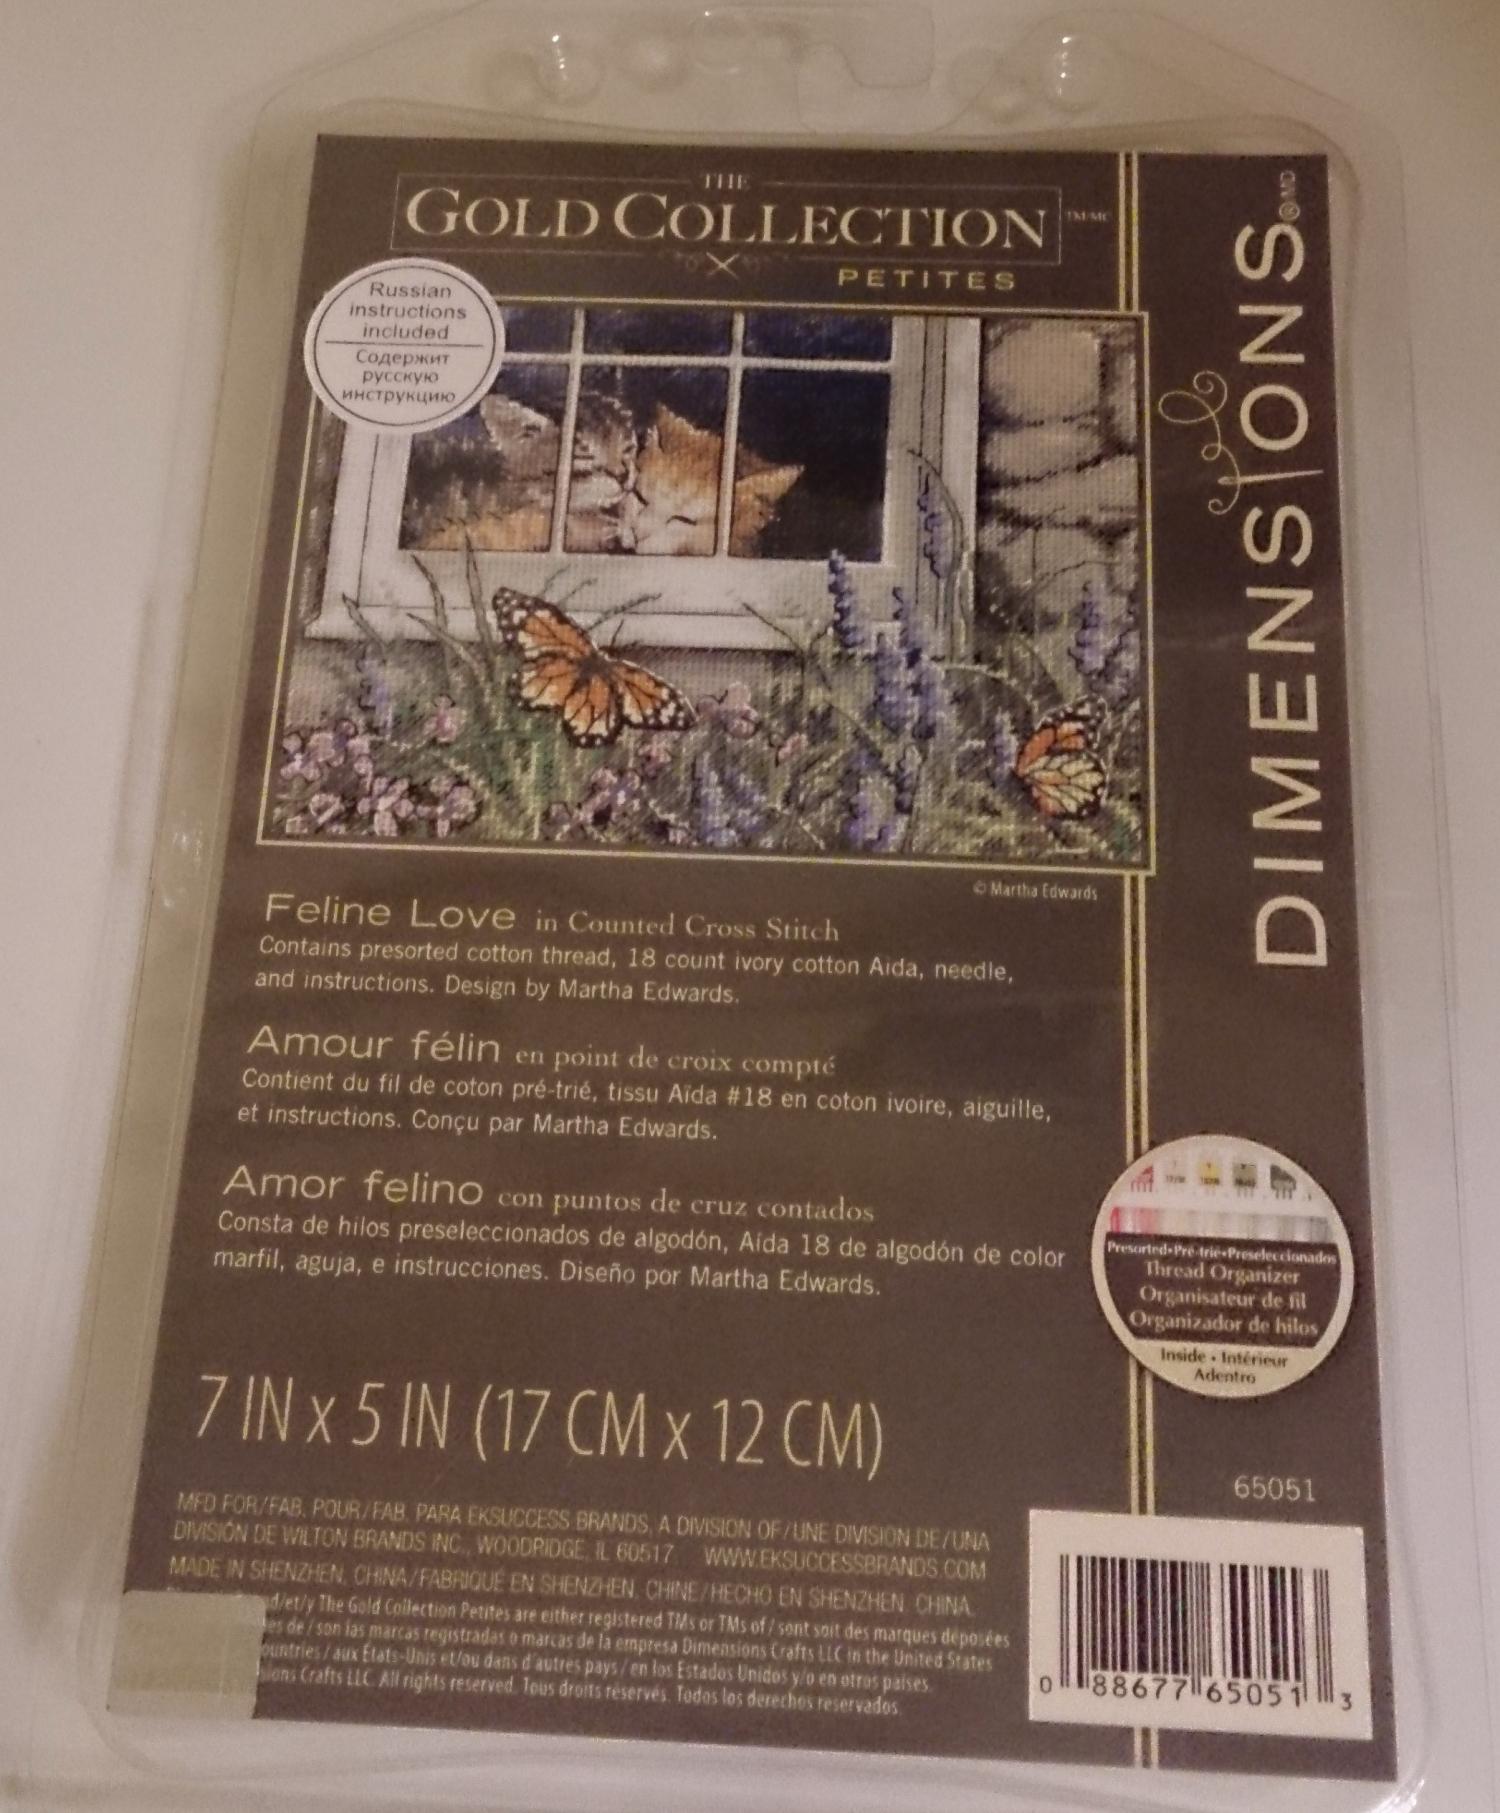 THE
GOLD COLLECTION TM/MC
PETITES
Russian
instructions
included
Содержит
русскую
инструкцию
DIMENSIONS ® MD
© Martha Edwards
Feline Love in Counted Cross Stitch
Contains presorted cotton thread, 18 count ivory cotton Aida, needle,
and instructions. Design by Martha Edwards.
Amour félin en point de croix compté
Contient du fil de coton pré-trié, tissu Aïda #18 en coton ivoire, aiguille,
et instructions. Conçu par Martha Edwards.
Amor felino con puntos de cruz contados
Consta de hilos preseleccionados de algodón, Aida 18 de algodón de color
marfil, aguja, e instrucciones. Diseño por Martha Edwards.
Presorted•Pré-trié•Preseleccionados
Thread Organizer
Organisateur de fil
Organizador de hilos
Inside • Intérieur
Adentro
7 IN x 5 IN (17 CM x 12 CM)
65051
MFD FOR/FAB. POUR/FAB. PARA EKSUCCESS BRANDS, A DIVISION OF/UNE DIVISION DE/UNA
DIVISIÓN DE WILTON BRANDS INC., WOODRIDGE, IL 60517 WWW.EKSUCCESSBRANDS.COM
MADE IN SHENZHEN, CHINA/FABRIQUÉ EN SHENZHEN, CHINE/HECHO EN SHENZHEN, CHINA.
d/et/y The Gold Collection Petites are either registered TMs or TMs of / sont soit des marques déposées
es de / son las marcas registradas o marcas de la empresa Dimensions Crafts LLC in the United States
ountries / aux États-Unis et/ou dans d'autres pays / en los Estados Unidos y/o en otros países.
sions Crafts LLC. All rights reserved. Tous droits réservés. Todos los derechos reservados.
0 88677 65051 3